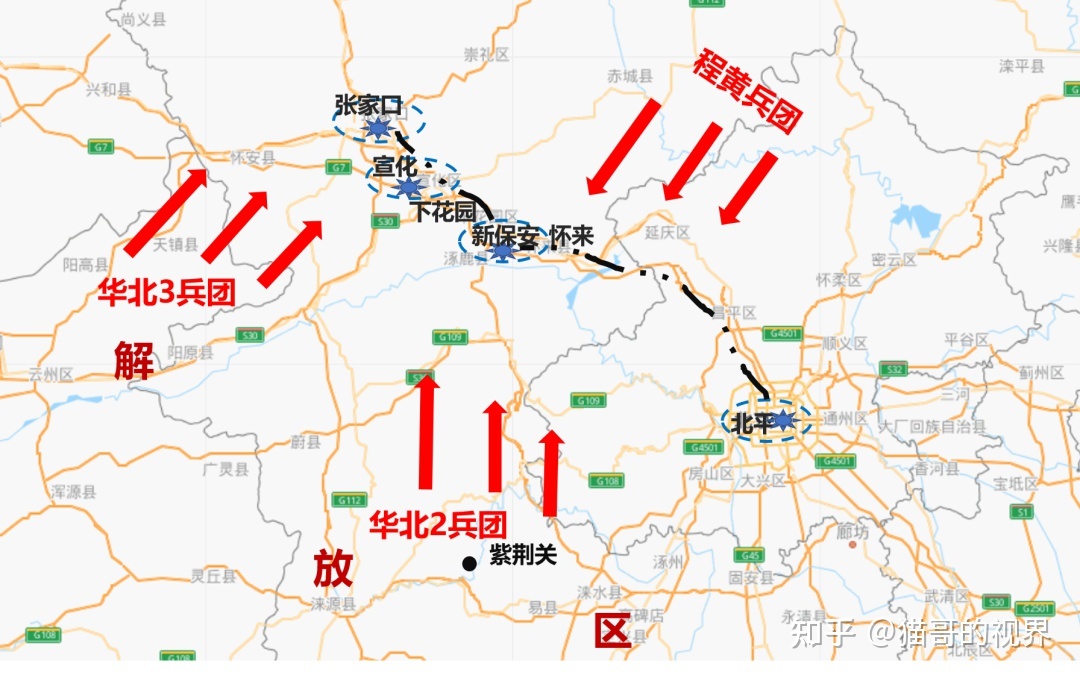 尚义县
G112
崇礼区
滦平县
赤城县
程黄兵团
兴和县
张家口
G7
怀安县
G7
宣化
宣化区
下花园
S30
新保安 怀来
涿鹿县
延庆区
天镇县
阳高县
密云区
兴隆县
怀柔区
华北3兵团
昌平区
S30
G109
G4501
顺义区
平谷区
解
阳原县
云州区
S32
蓟州区
G109
三河
北平
通州区
大厂回族自治县
蔚县
G4501
G4501
香河县
广灵县
房山区
大兴区
G108
宝坻区
浑源县
G112
S1
华北2兵团
廊坊
紫荆关
G45
涿州
放
灵丘县
固安县
涞水县
涞源县
易县
武清区
S30
G2501
高碑店
永清县
区
G108
北辰区
G108
知乎 @猫哥的视界